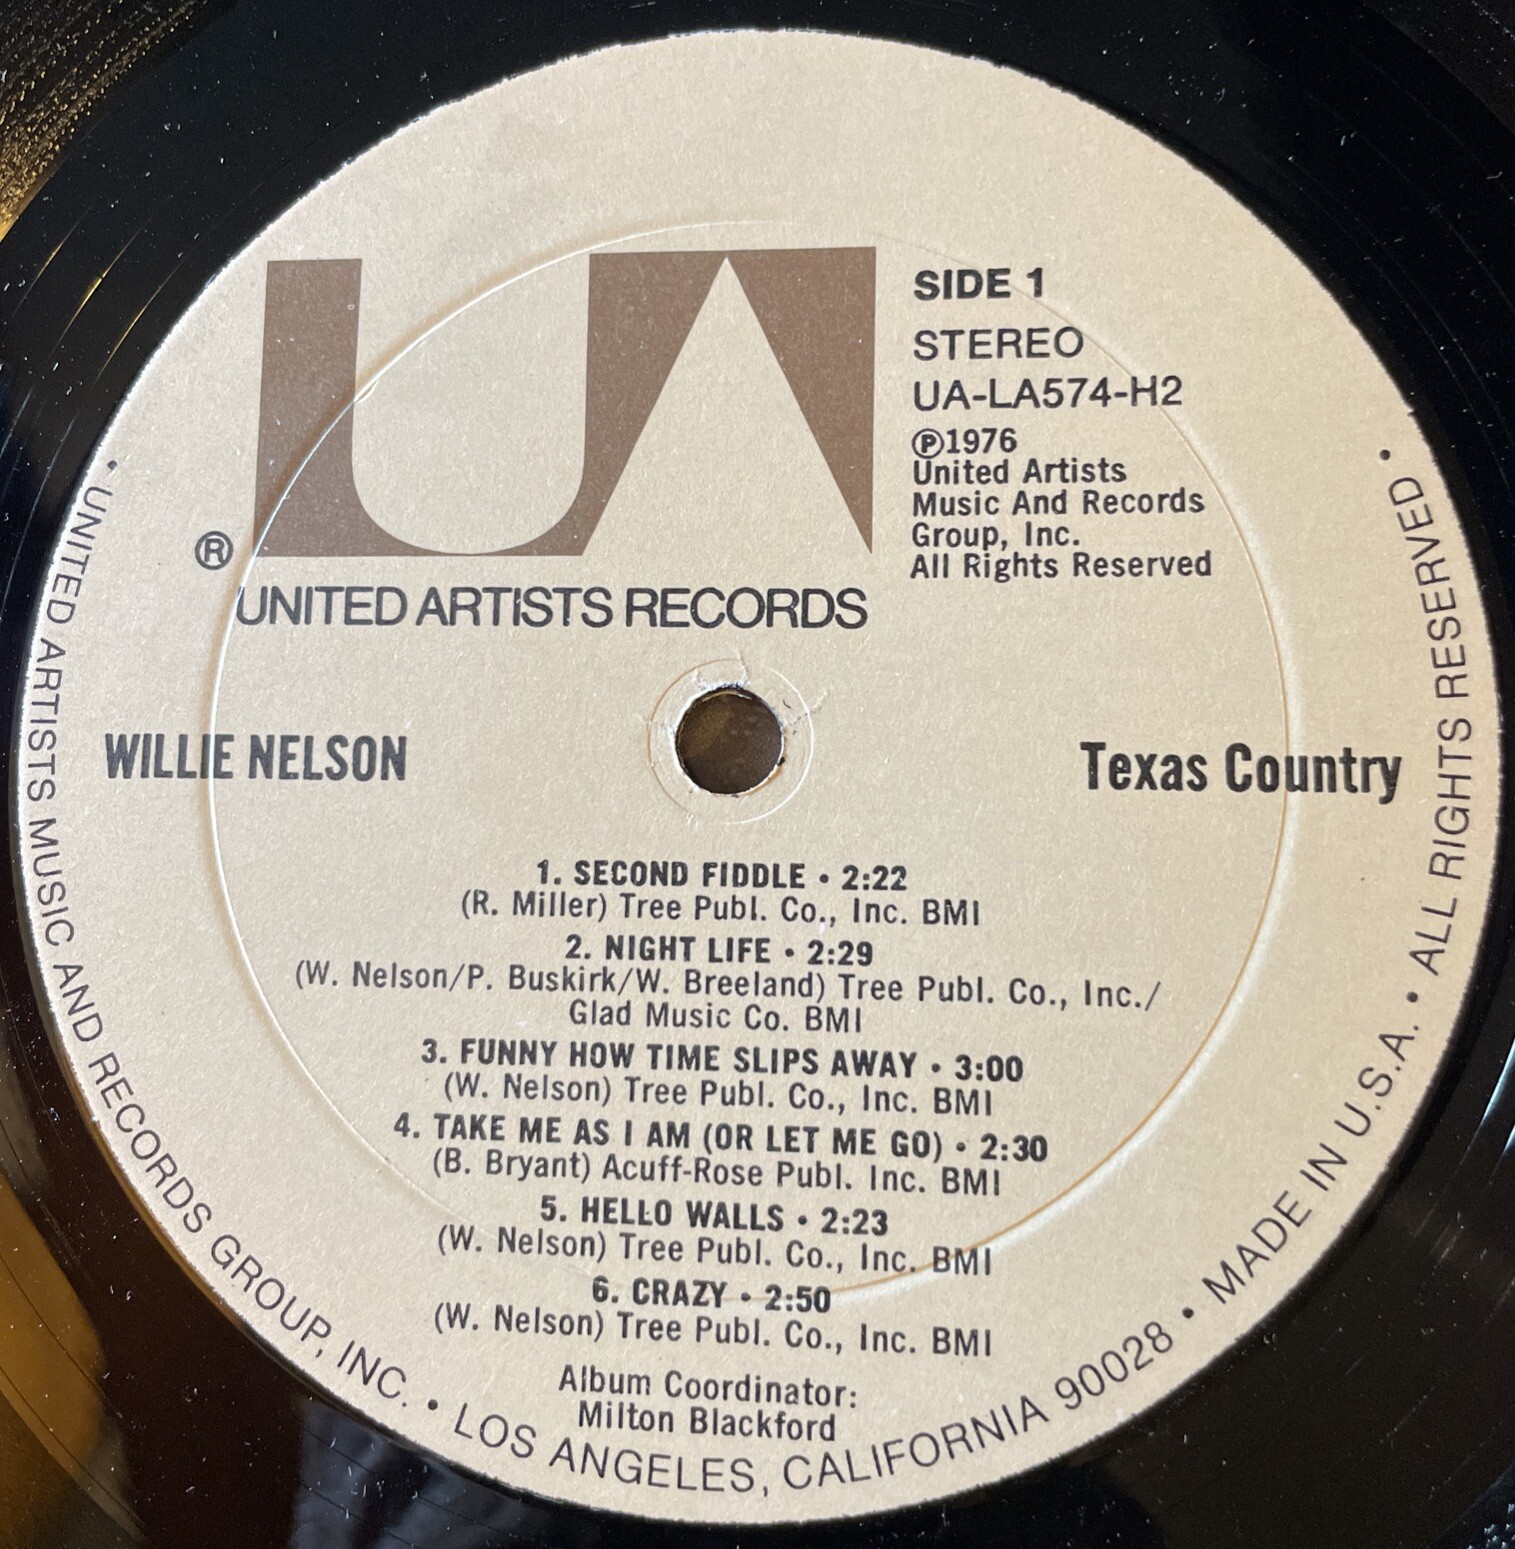 UA
SIDE 1
STEREO
UA-LA574-H2
Ⓟ1976
United Artists
Music And Records
Group, Inc.
All Rights Reserved
®
UNITED ARTISTS RECORDS
WILLIE NELSON
Texas Country
1. SECOND FIDDLE • 2:22
(R. Miller) Tree Publ. Co., Inc. BMI
2. NIGHT LIFE • 2:29
(W. Nelson/P. Buskirk/W. Breeland) Tree Publ. Co., Inc./
Glad Music Co. BMI
3. FUNNY HOW TIME SLIPS AWAY • 3:00
(W. Nelson) Tree Publ. Co., Inc. BMI
4. TAKE ME AS I AM (OR LET ME GO) • 2:30
(B. Bryant) Acuff-Rose Publ. Inc. BMI
5. HELLO WALLS • 2:23
(W. Nelson) Tree Publ. Co., Inc. BMI
6. CRAZY • 2:50
(W. Nelson) Tree Publ. Co., Inc. BMI
Album Coordinator:
Milton Blackford
• UNITED ARTISTS MUSIC AND RECORDS GROUP, INC. • LOS ANGELES, CALIFORNIA 90028 • MADE IN U.S.A. • ALL RIGHTS RESERVED •